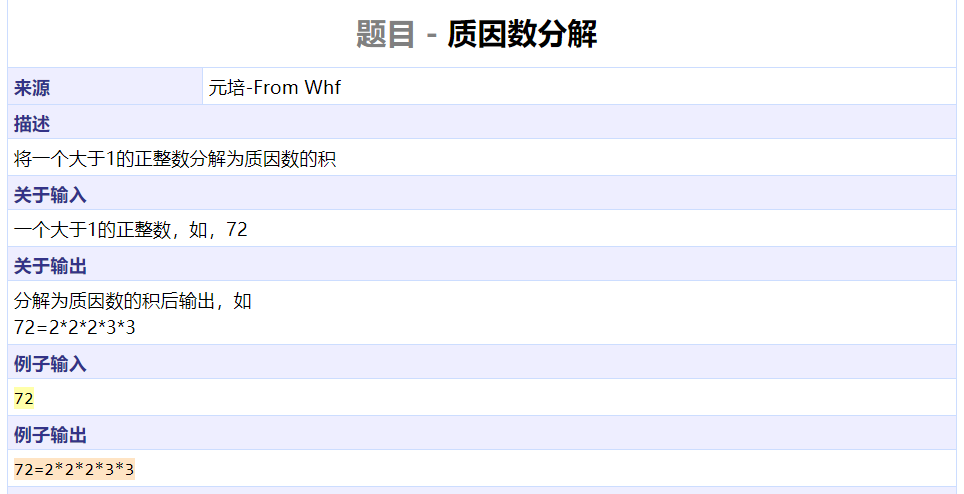 题目 - 质因数分解
来源 元培-From Whf
描述
将一个大于1的正整数分解为质因数的积
关于输入
一个大于1的正整数，如，72
关于输出
分解为质因数的积后输出，如
72=2*2*2*3*3
例子输入
72
例子输出
72=2*2*2*3*3